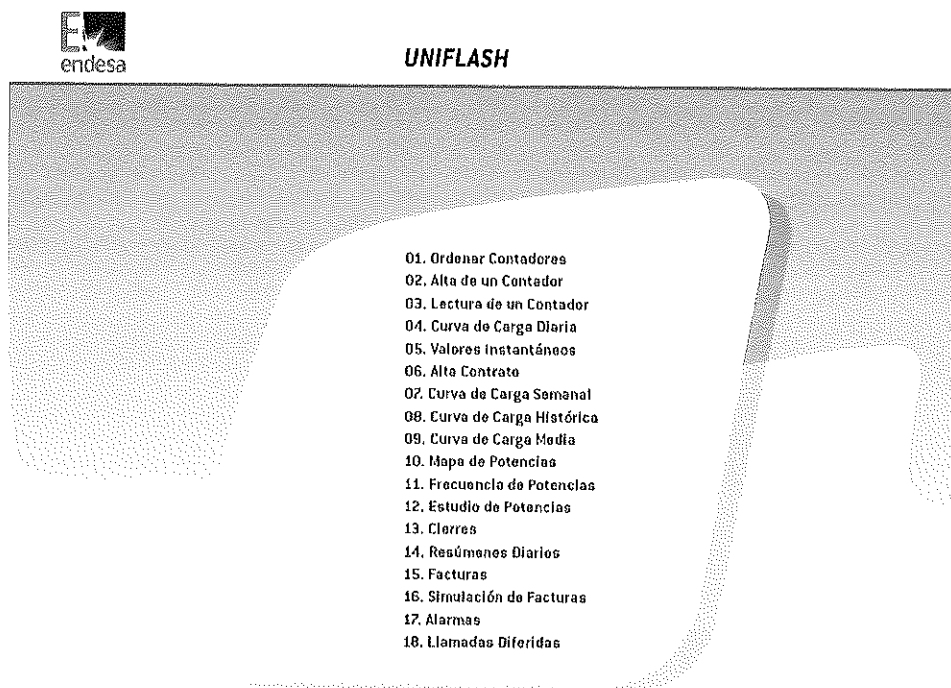 endesa
UNIFLASH
01. Ordenar Contadores
02. Alta de un Contador
03. Lectura de un Contador
04. Curva de Carga Diaria
05. Valores Instantáneos
06. Alta Contrato
07. Curva de Carga Semanal
08. Curva de Carga Histórica
09. Curva de Carga Media
10. Mapa de Potencias
11. Frecuencia de Potencias
12. Estudio de Potencias
13. Cierres
14. Resúmenes Diarios
15. Facturas
16. Simulación de Facturas
17. Alarmas
18. Llamadas Diferidas